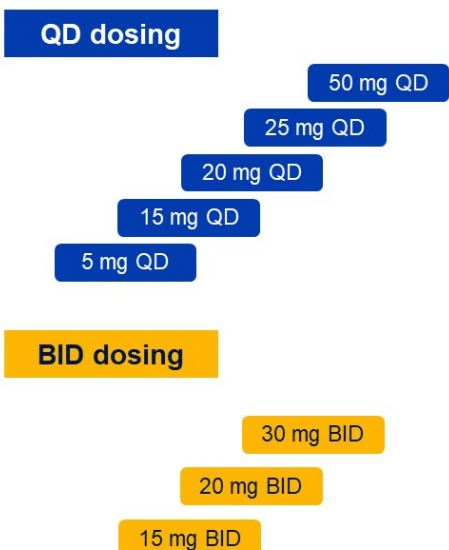 QD dosing
50 mg QD
25 mg QD
20 mg QD
15 mg QD
5 mg QD
BID dosing
30 mg BID
20 mg BID
15 mg BID